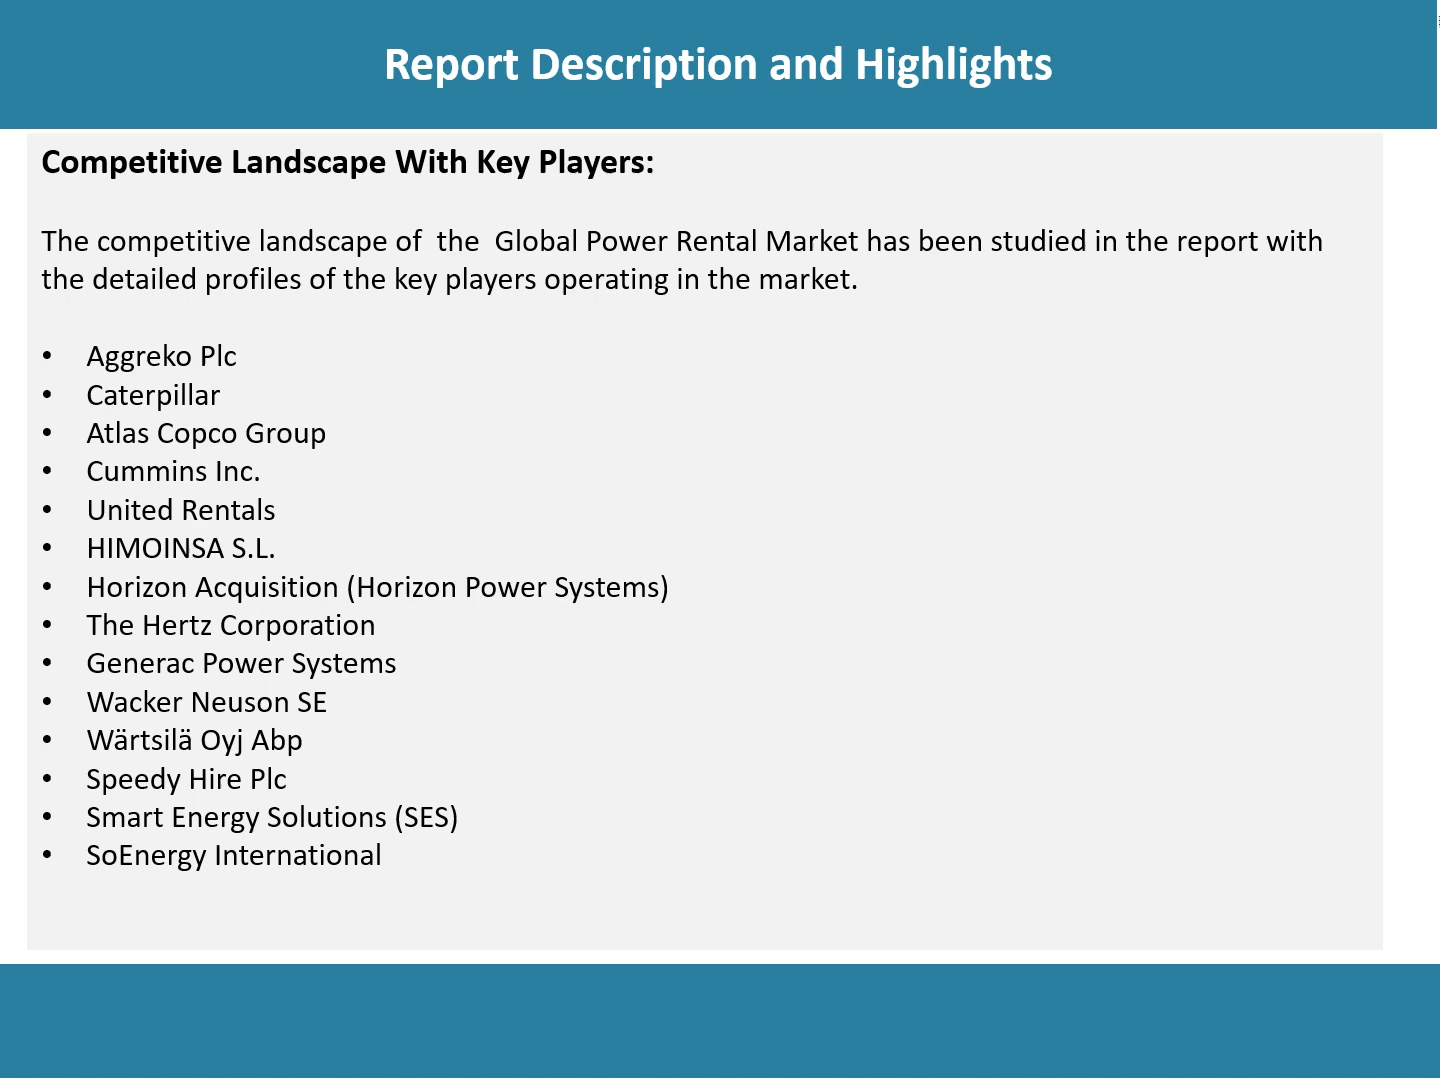 Report Description and Highlights
Competitive Landscape With Key Players:
The competitive landscape of  the  Global Power Rental Market has been studied in the report with
the detailed profiles of the key players operating in the market.
• Aggreko Plc
• Caterpillar
• Atlas Copco Group
• Cummins Inc.
• United Rentals
• HIMOINSA S.L.
• Horizon Acquisition (Horizon Power Systems)
• The Hertz Corporation
• Generac Power Systems
• Wacker Neuson SE
• Wärtsilä Oyj Abp
• Speedy Hire Plc
• Smart Energy Solutions (SES)
• SoEnergy International